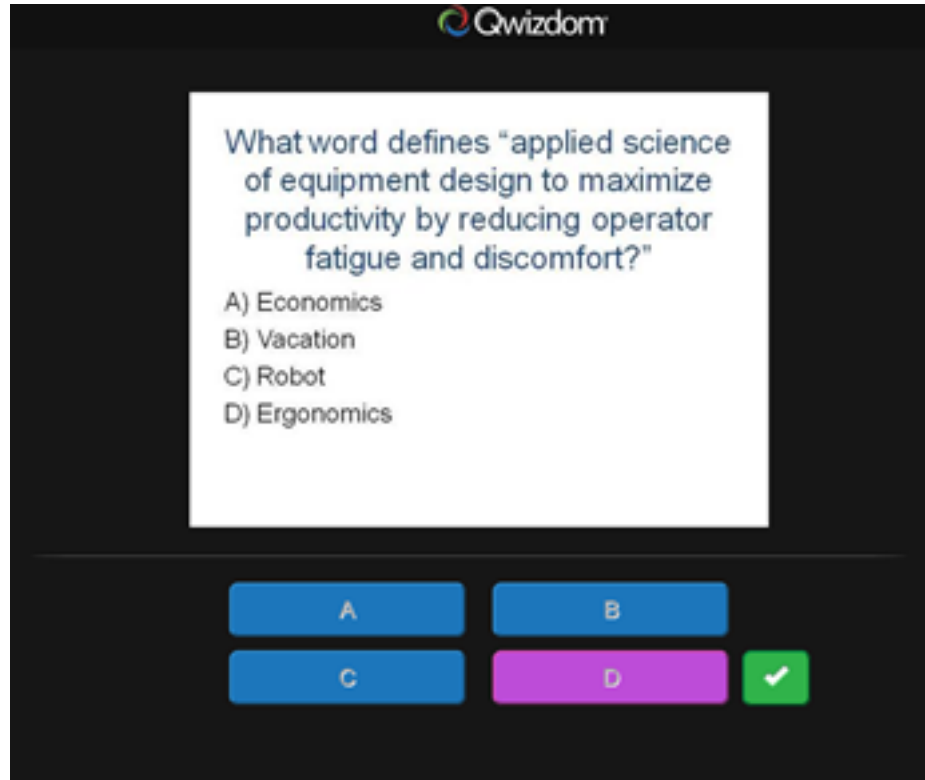 Qwizdom
What word defines “applied science
of equipment design to maximize
productivity by reducing operator
fatigue and discomfort?”
A) Economics
B) Vacation
C) Robot
D) Ergonomics
A
B
C
D